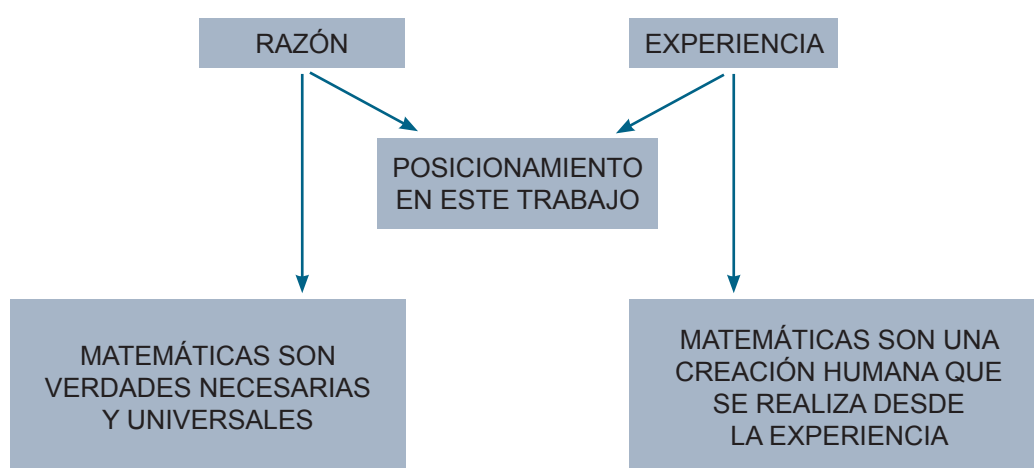 RAZÓN
EXPERIENCIA
POSICIONAMIENTO
EN ESTE TRABAJO
MATEMÁTICAS SON
VERDADES NECESARIAS
Y UNIVERSALES
MATEMÁTICAS SON UNA
CREACIÓN HUMANA QUE
SE REALIZA DESDE
LA EXPERIENCIA